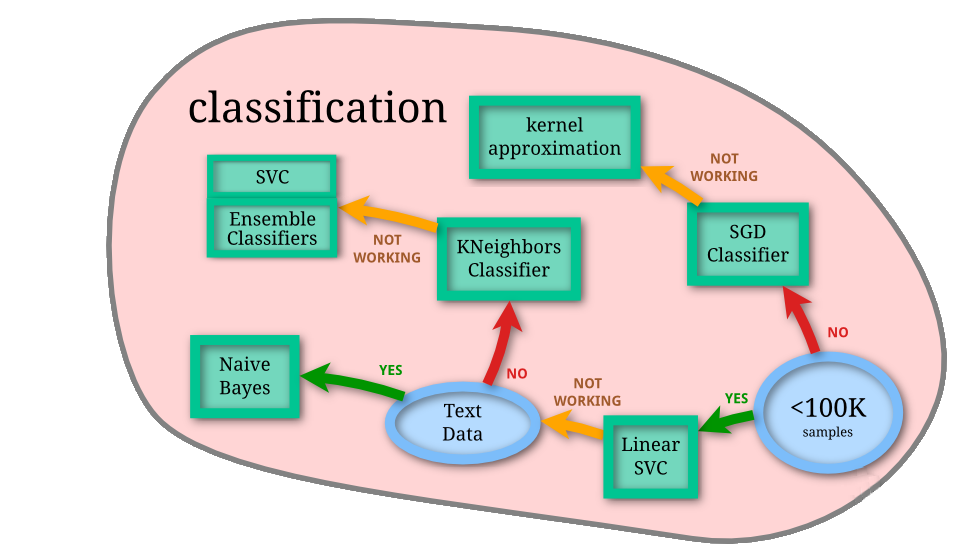 classification
kernel
approximation
SVC
Ensemble
Classifiers
NOT
WORKING
KNeighbors
Classifier
NOT
WORKING
SGD
Classifier
NO
Naive
Bayes
YES
Text
Data
NO
NOT
WORKING
Linear
SVC
YES
<100K
samples